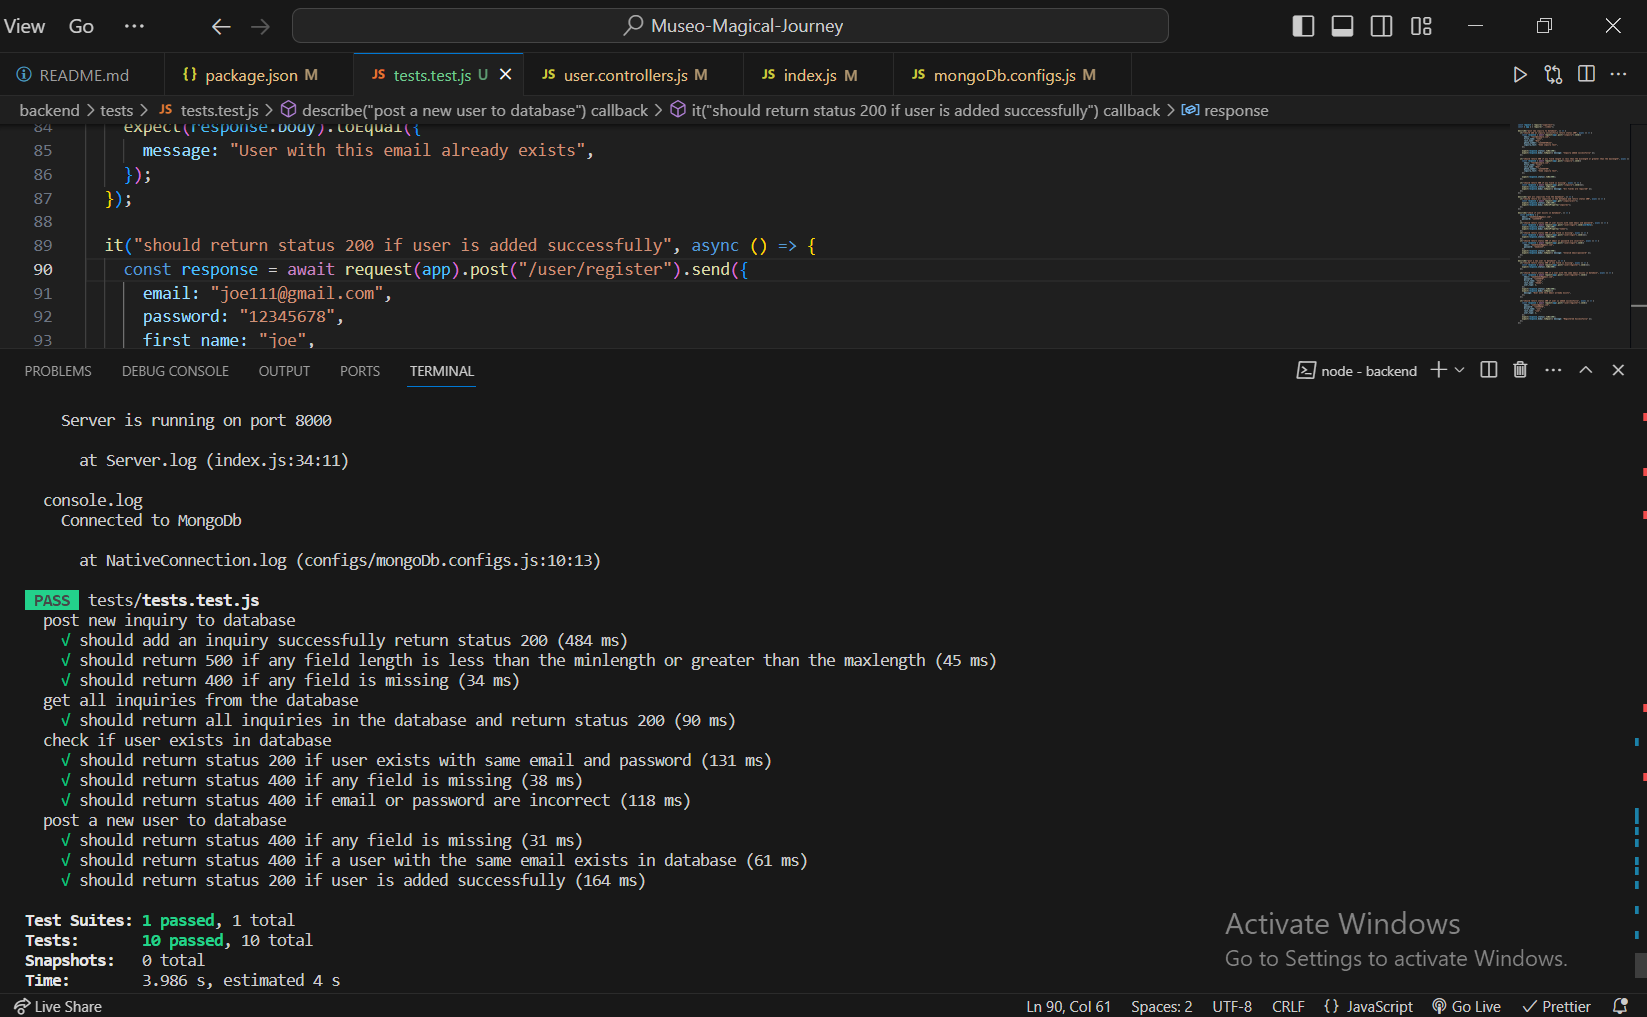 View Go ··· Museo-Magical-Journey
README.md package.json M JS tests.test.js U JS user.controllers.js M JS index.js M JS mongoDb.configs.js M
backend > tests > JS tests.test.js > describe("post a new user to database") callback > it("should return status 200 if user is added successfully") callback > response
84 expect(response.body).toEqual({
85 message: "User with this email already exists",
86 });
87 });
88
89 it("should return status 200 if user is added successfully", async () => {
90 const response = await request(app).post("/user/register").send({
91 email: "joe111@gmail.com",
92 password: "12345678",
93 first_name: "joe",
PROBLEMS DEBUG CONSOLE OUTPUT PORTS TERMINAL node - backend
Server is running on port 8000
at Server.log (index.js:34:11)
console.log
Connected to MongoDb
at NativeConnection.log (configs/mongoDb.configs.js:10:13)
PASS tests/tests.test.js
post new inquiry to database
√ should add an inquiry successfully return status 200 (484 ms)
√ should return 500 if any field length is less than the minlength or greater than the maxlength (45 ms)
√ should return 400 if any field is missing (34 ms)
get all inquiries from the database
√ should return all inquiries in the database and return status 200 (90 ms)
check if user exists in database
√ should return status 200 if user exists with same email and password (131 ms)
√ should return status 400 if any field is missing (38 ms)
√ should return status 400 if email or password are incorrect (118 ms)
post a new user to database
√ should return status 400 if any field is missing (31 ms)
√ should return status 400 if a user with the same email exists in database (61 ms)
√ should return status 200 if user is added successfully (164 ms)
Test Suites: 1 passed, 1 total
Tests: 10 passed, 10 total
Snapshots: 0 total
Time: 3.986 s, estimated 4 s
Activate Windows
Go to Settings to activate Windows.
Live Share Ln 90, Col 61 Spaces: 2 UTF-8 CRLF {} JavaScript Go Live Prettier